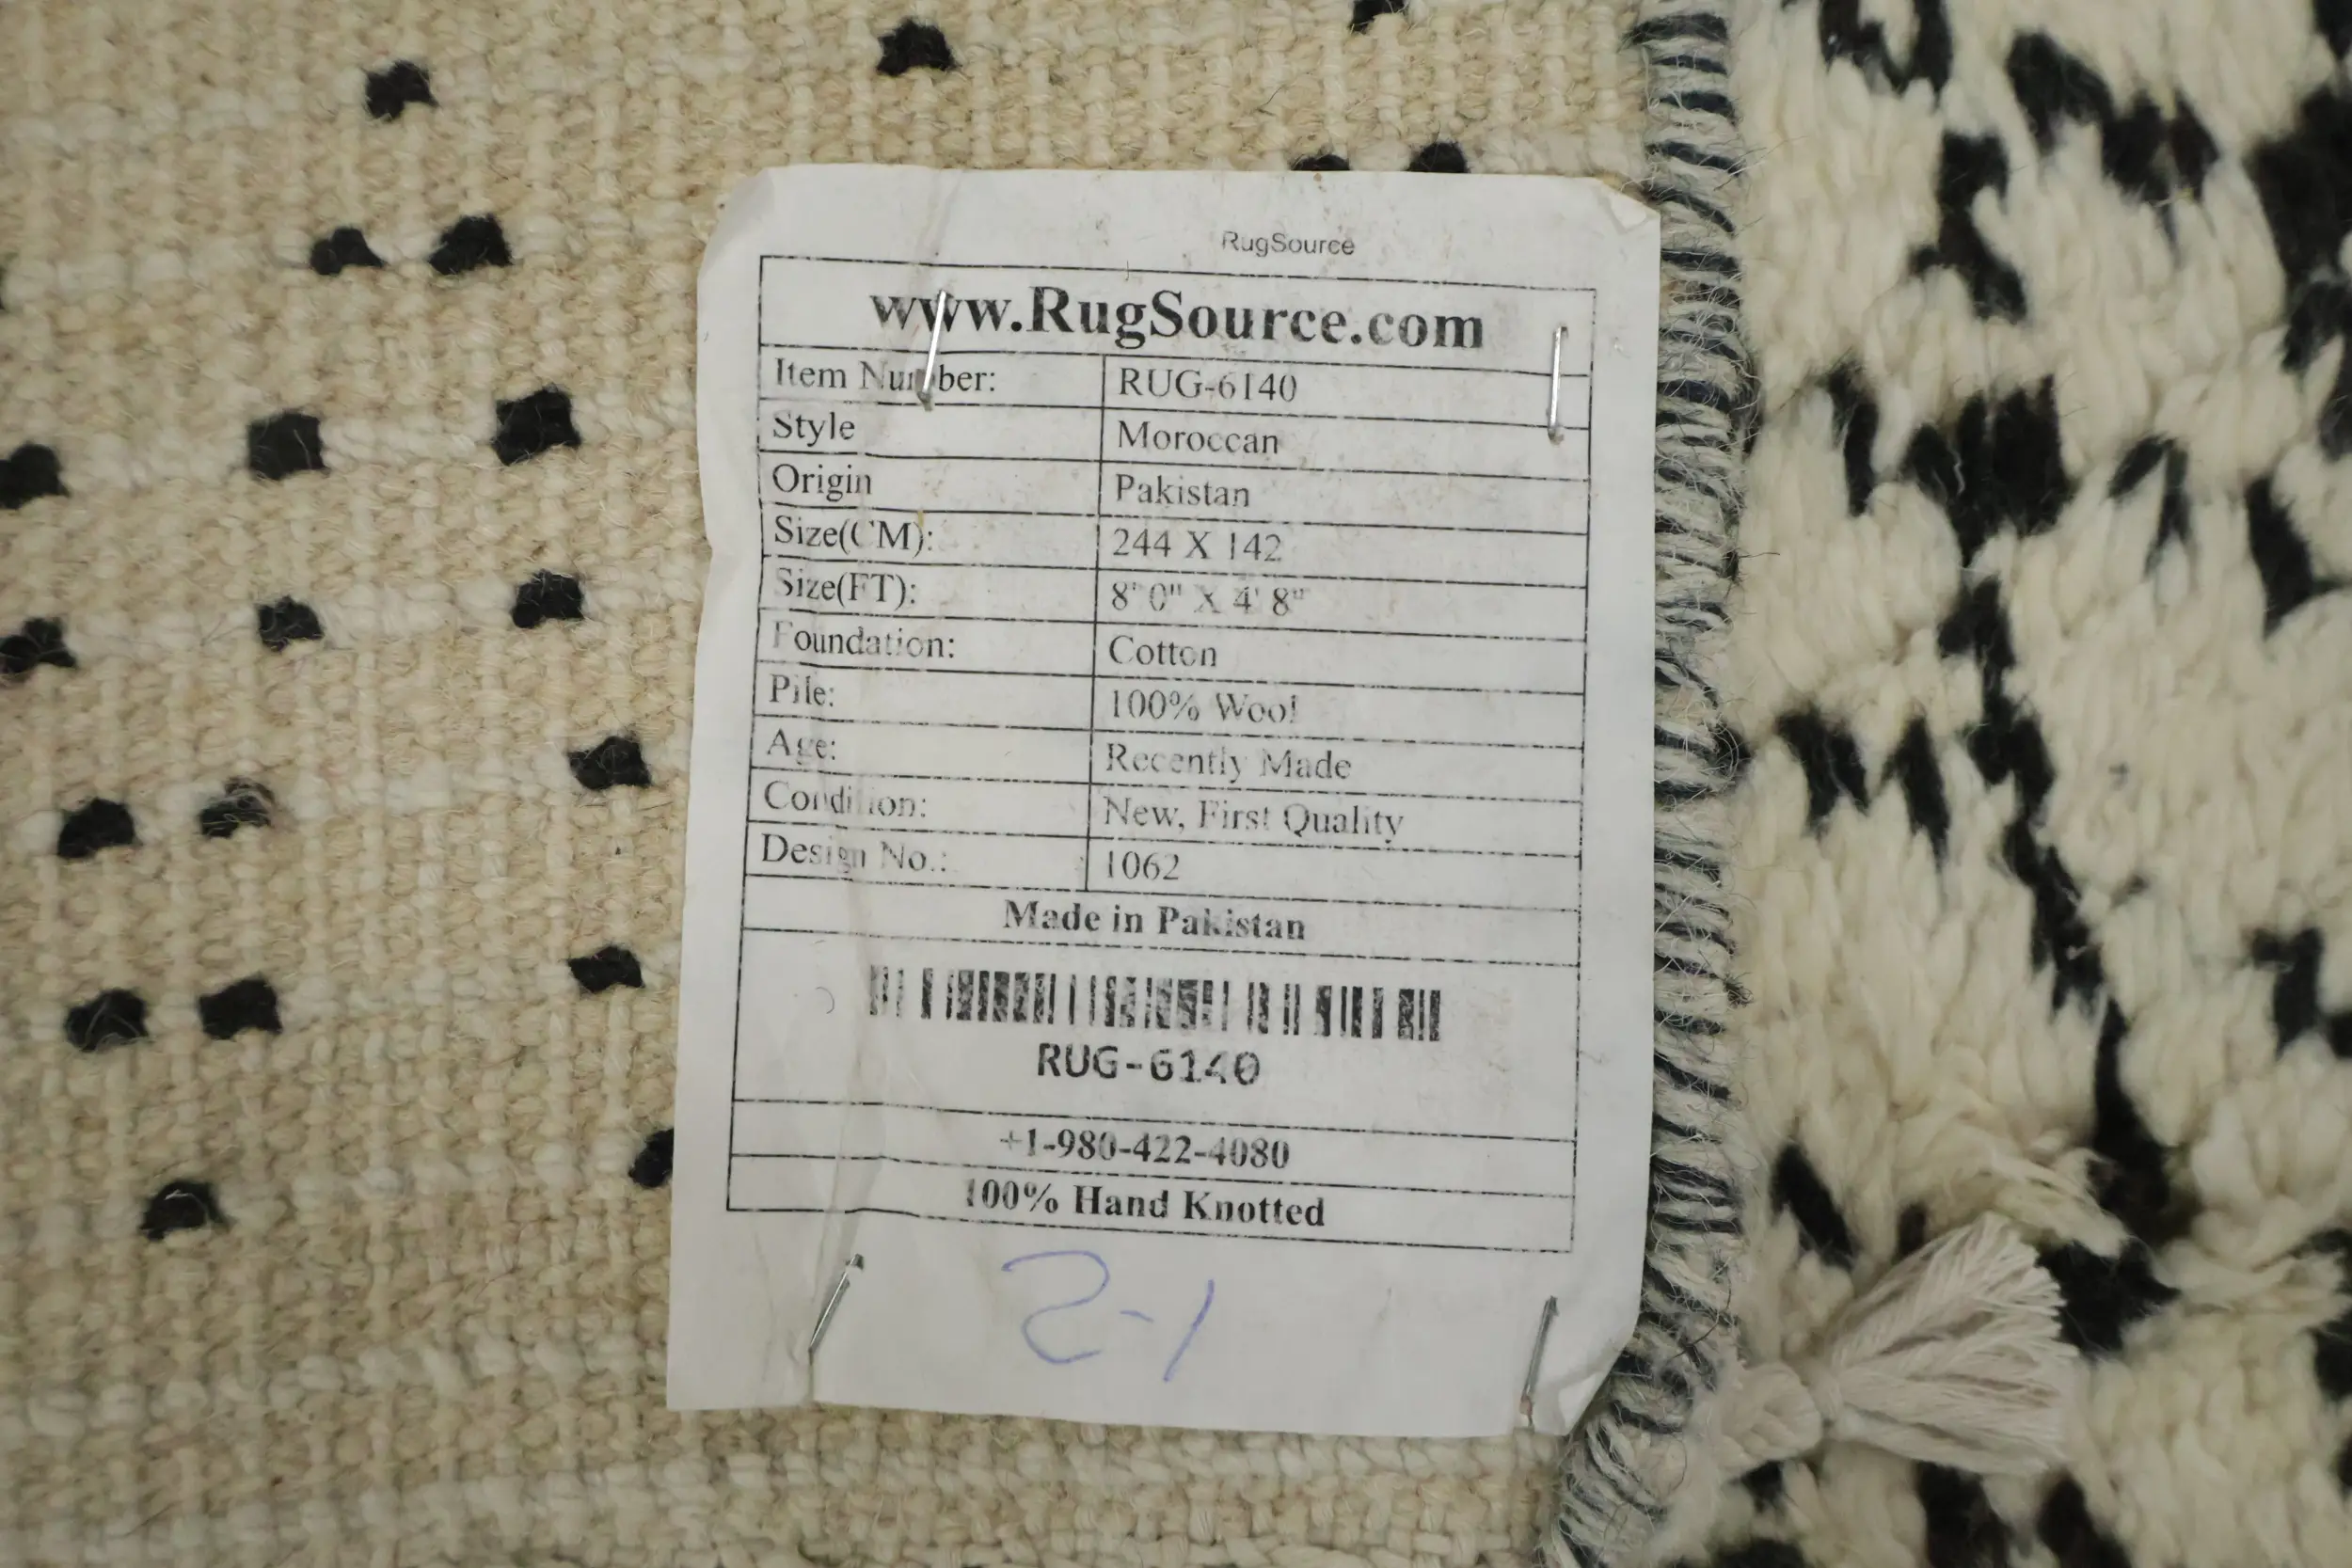 RugSource
www.RugSource.com
Item Number: RUG-6140
Style Moroccan
Origin Pakistan
Size(CM): 244 X 142
Size(FT): 8' 0" X 4' 8"
Foundation: Cotton
Pile: 100% Wool
Age: Recently Made
Condition: New, First Quality
Design No.: 1062
Made in Pakistan
RUG-6140
+1-980-422-4080
100% Hand Knotted